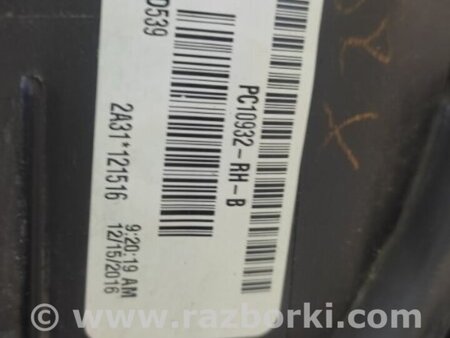 D539
PC10932-RH-B
2A31*121516
9:20:19 AM
12/15/2016
www.razborki.com